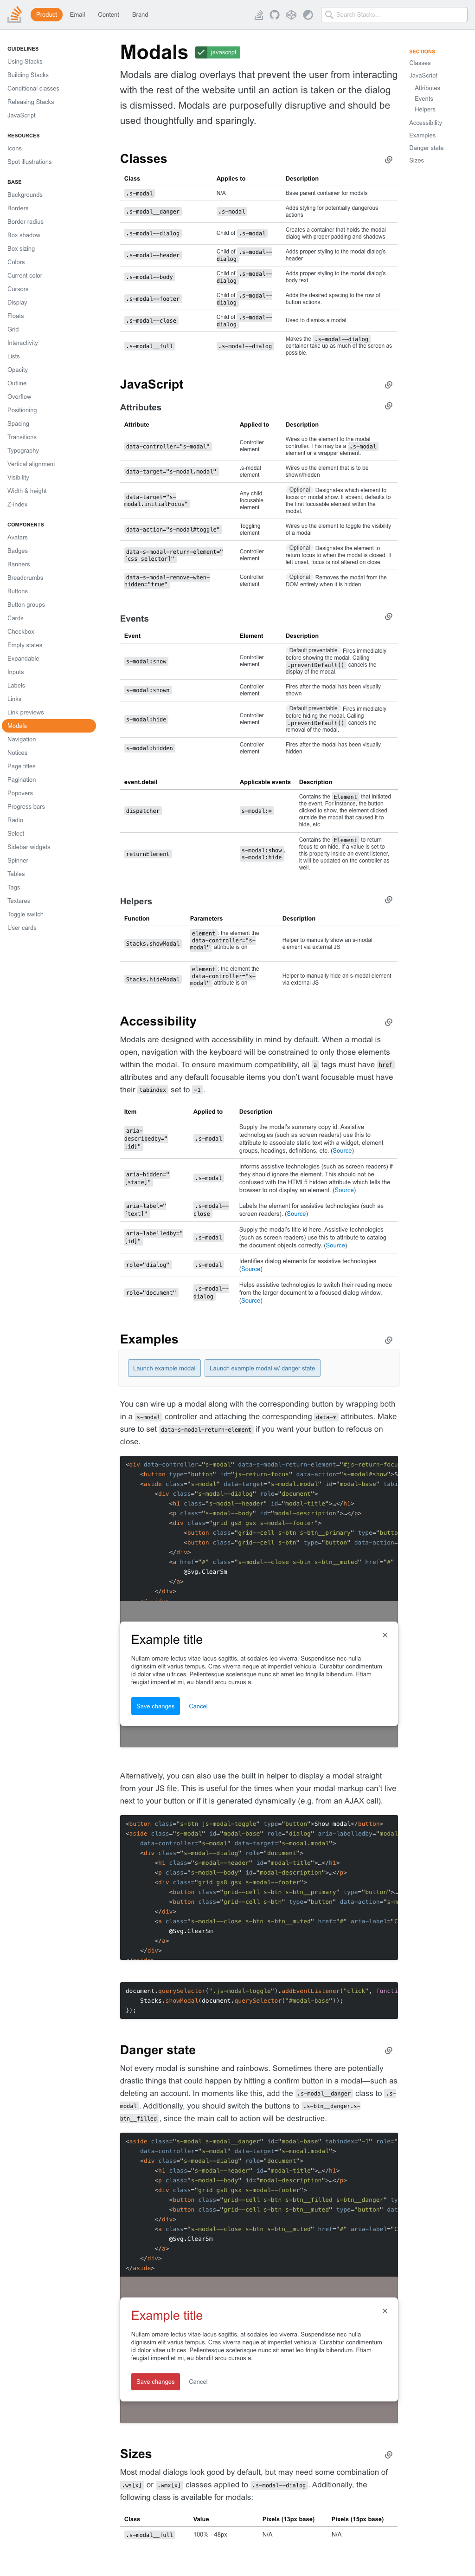 Product
Email
Content
Brand
Search Stacks…
GUIDELINES
Using Stacks
Building Stacks
Conditional classes
Releasing Stacks
JavaScript
RESOURCES
Icons
Spot illustrations
BASE
Backgrounds
Borders
Border radius
Box shadow
Box sizing
Colors
Current color
Cursors
Display
Floats
Grid
Interactivity
Lists
Opacity
Outline
Overflow
Positioning
Spacing
Transitions
Typography
Vertical alignment
Visibility
Width & height
Z-index
COMPONENTS
Avatars
Badges
Banners
Breadcrumbs
Buttons
Button groups
Cards
Checkbox
Empty states
Expandable
Inputs
Labels
Links
Link previews
Modals
Navigation
Notices
Page titles
Pagination
Popovers
Progress bars
Radio
Select
Sidebar widgets
Spinner
Tables
Tags
Textarea
Toggle switch
User cards
Modals
javascript
Modals are dialog overlays that prevent the user from interacting
with the rest of the website until an action is taken or the dialog
is dismissed. Modals are purposefully disruptive and should be
used thoughtfully and sparingly.
SECTIONS
Classes
JavaScript
Attributes
Events
Helpers
Accessibility
Examples
Danger state
Sizes
Classes
Class Applies to Description
.s-modal N/A Base parent container for modals
.s-modal__danger .s-modal Adds styling for potentially dangerous
actions
.s-modal--dialog Child of .s-modal Creates a container that holds the modal
dialog with proper padding and shadows
.s-modal--header Child of .s-modal--
dialog Adds proper styling to the modal dialog's
header
.s-modal--body Child of .s-modal--
dialog Adds proper styling to the modal dialog's
body text
.s-modal--footer Child of .s-modal--
dialog Adds the desired spacing to the row of
button actions.
.s-modal--close Child of .s-modal--
dialog Used to dismiss a modal
.s-modal__full .s-modal--dialog Makes the .s-modal--dialog
container take up as much of the screen as
possible.
JavaScript
Attributes
Attribute Applied to Description
data-controller="s-modal" Controller
element Wires up the element to the modal
controller. This may be a .s-modal
element or a wrapper element.
data-target="s-modal.modal" .s-modal
element Wires up the element that is to be
shown/hidden
data-target="s-
modal.initialFocus" Any child
focusable
element Optional Designates which element to
focus on modal show. If absent, defaults to
the first focusable element within the
modal.
data-action="s-modal#toggle" Toggling
element Wires up the element to toggle the visibility
of a modal
data-s-modal-return-element="
[css selector]" Controller
element Optional Designates the element to
return focus to when the modal is closed. If
left unset, focus is not altered on close.
data-s-modal-remove-when-
hidden="true" Controller
element Optional Removes the modal from the
DOM entirely when it is hidden
Events
Event Element Description
s-modal:show Controller
element Default preventable Fires immediately
before showing the modal. Calling
.preventDefault() cancels the
display of the modal.
s-modal:shown Controller
element Fires after the modal has been visually
shown
s-modal:hide Controller
element Default preventable Fires immediately
before hiding the modal. Calling
.preventDefault() cancels the
removal of the modal.
s-modal:hidden Controller
element Fires after the modal has been visually
hidden
event.detail Applicable events Description
dispatcher s-modal:* Contains the Element that initiated
the event. For instance, the button
clicked to show, the element clicked
outside the modal that caused it to
hide, etc.
returnElement s-modal:show,
s-modal:hide Contains the Element to return
focus to on hide. If a value is set to
this property inside an event listener,
it will be updated on the controller as
well.
Helpers
Function Parameters Description
Stacks.showModal element: the element the
data-controller="s-
modal" attribute is on Helper to manually show an s-modal
element via external JS
Stacks.hideModal element: the element the
data-controller="s-
modal" attribute is on Helper to manually hide an s-modal element
via external JS
Accessibility
Modals are designed with accessibility in mind by default. When a modal is
open, navigation with the keyboard will be constrained to only those elements
within the modal. To ensure maximum compatibility, all a tags must have href
attributes and any default focusable items you don't want focusable must have
their tabindex set to -1.
Item Applied to Description
aria-
describedby="
[id]" .s-modal Supply the modal's summary copy id. Assistive
technologies (such as screen readers) use this to
attribute to associate static text with a widget, element
groups, headings, definitions, etc. (Source)
aria-hidden="
[state]" .s-modal Informs assistive technologies (such as screen readers) if
they should ignore the element. This should not be
confused with the HTML5 hidden attribute which tells the
browser to not display an element. (Source)
aria-label="
[text]" .s-modal--
close Labels the element for assistive technologies (such as
screen readers). (Source)
aria-labelledby="
[id]" .s-modal Supply the modal's title id here. Assistive technologies
(such as screen readers) use this to attribute to catalog
the document objects correctly. (Source)
role="dialog" .s-modal Identifies dialog elements for assistive technologies
(Source)
role="document" .s-modal--
dialog Helps assistive technologies to switch their reading mode
from the larger document to a focused dialog window.
(Source)
Examples
Launch example modal Launch example modal w/ danger state
You can wire up a modal along with the corresponding button by wrapping both
in a s-modal controller and attaching the corresponding data-* attributes. Make
sure to set data-s-modal-return-element if you want your button to refocus on
close.
<div data-controller="s-modal" data-s-modal-return-element="#js-return-focu
<button type="button" id="js-return-focus" data-action="s-modal#show">S
<aside class="s-modal" data-target="s-modal.modal" id="modal-base" tabi
<div class="s-modal--dialog" role="document">
<h1 class="s-modal--header" id="modal-title">…</h1>
<p class="s-modal--body" id="modal-description">…</p>
<div class="grid gs8 gsx s-modal--footer">
<button class="grid--cell s-btn s-btn__primary" type="butto
<button class="grid--cell s-btn" type="button" data-action=
</div>
<a href="#" class="s-modal--close s-btn s-btn__muted" href="#"
@Svg.ClearSm
</a>
</div>
Example title
Nullam ornare lectus vitae lacus sagittis, at sodales leo viverra. Suspendisse nec nulla
dignissim elit varius tempus. Cras viverra neque at imperdiet vehicula. Curabitur condimentum
id dolor vitae ultrices. Pellentesque scelerisque nunc sit amet leo fringilla bibendum. Etiam
feugiat imperdiet mi, eu blandit arcu cursus a.
Save changes Cancel
Alternatively, you can also use the built in helper to display a modal straight
from your JS file. This is useful for the times when your modal markup can't live
next to your button or if it is generated dynamically (e.g. from an AJAX call).
<button class="s-btn js-modal-toggle" type="button">Show modal</button>
<aside class="s-modal" id="modal-base" role="dialog" aria-labelledby="modal
data-controller="s-modal" data-target="s-modal.modal">
<div class="s-modal--dialog" role="document">
<h1 class="s-modal--header" id="modal-title">…</h1>
<p class="s-modal--body" id="modal-description">…</p>
<div class="grid gs8 gsx s-modal--footer">
<button class="grid--cell s-btn s-btn__primary" type="button">…
<button class="grid--cell s-btn" type="button" data-action="s-m
</div>
<a class="s-modal--close s-btn s-btn__muted" href="#" aria-label="C
@Svg.ClearSm
</a>
</div>
document.querySelector(".js-modal-toggle").addEventListener("click", functi
Stacks.showModal(document.querySelector("#modal-base"));
});
Danger state
Not every modal is sunshine and rainbows. Sometimes there are potentially
drastic things that could happen by hitting a confirm button in a modal—such as
deleting an account. In moments like this, add the .s-modal__danger class to .s-
modal. Additionally, you should switch the buttons to .s-btn__danger.s-
btn__filled, since the main call to action will be destructive.
<aside class="s-modal s-modal__danger" id="modal-base" tabindex="-1" role="
data-controller="s-modal" data-target="s-modal.modal">
<div class="s-modal--dialog" role="document">
<h1 class="s-modal--header" id="modal-title">…</h1>
<p class="s-modal--body" id="modal-description">…</p>
<div class="grid gs8 gsx s-modal--footer">
<button class="grid--cell s-btn s-btn__filled s-btn__danger" ty
<button class="grid--cell s-btn s-btn__muted" type="button" dat
</div>
<a class="s-modal--close s-btn s-btn__muted" href="#" aria-label="C
@Svg.ClearSm
</a>
</div>
</aside>
Example title
Nullam ornare lectus vitae lacus sagittis, at sodales leo viverra. Suspendisse nec nulla
dignissim elit varius tempus. Cras viverra neque at imperdiet vehicula. Curabitur condimentum
id dolor vitae ultrices. Pellentesque scelerisque nunc sit amet leo fringilla bibendum. Etiam
feugiat imperdiet mi, eu blandit arcu cursus a.
Save changes Cancel
Sizes
Most modal dialogs look good by default, but may need some combination of
.ws[x] or .wmx[x] classes applied to .s-modal--dialog. Additionally, the
following class is available for modals:
Class Value Pixels (13px base) Pixels (15px base)
.s-modal__full 100% - 48px N/A N/A